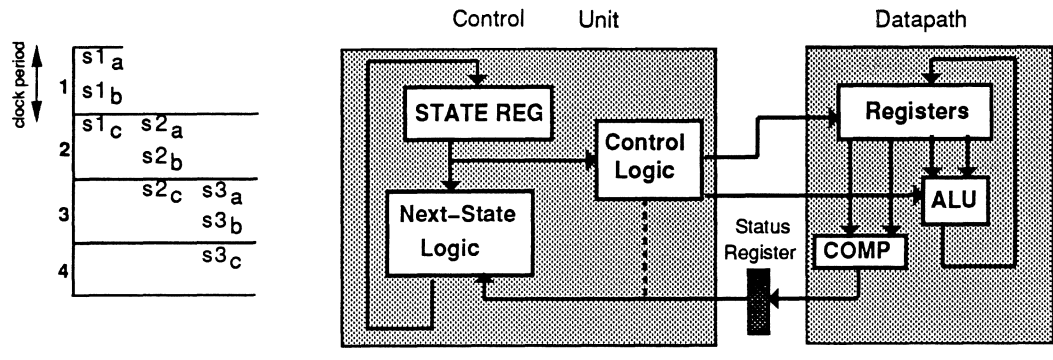 Control Unit
Datapath
clock period
1
s1a
s1b
2
s1c s2a
s2b
3
s2c s3a
s3b
4
s3c
STATE REG
Control
Logic
Next–State
Logic
Status
Register
Registers
ALU
COMP